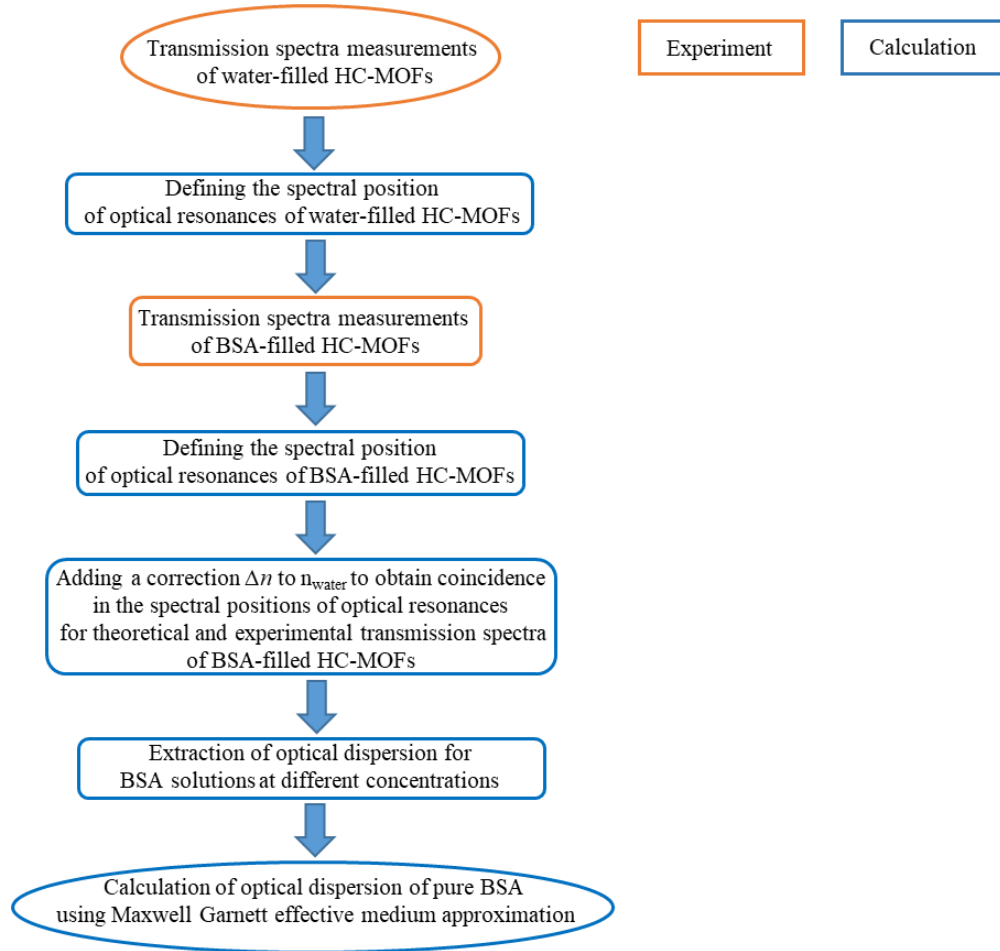 Transmission spectra measurements
of water-filled HC-MOFs
Experiment
Calculation
Defining the spectral position
of optical resonances of water-filled HC-MOFs
Transmission spectra measurements
of BSA-filled HC-MOFs
Defining the spectral position
of optical resonances of BSA-filled HC-MOFs
Adding a correction Δn to n_water to obtain coincidence
in the spectral positions of optical resonances
for theoretical and experimental transmission spectra
of BSA-filled HC-MOFs
Extraction of optical dispersion for
BSA solutions at different concentrations
Calculation of optical dispersion of pure BSA
using Maxwell Garnett effective medium approximation